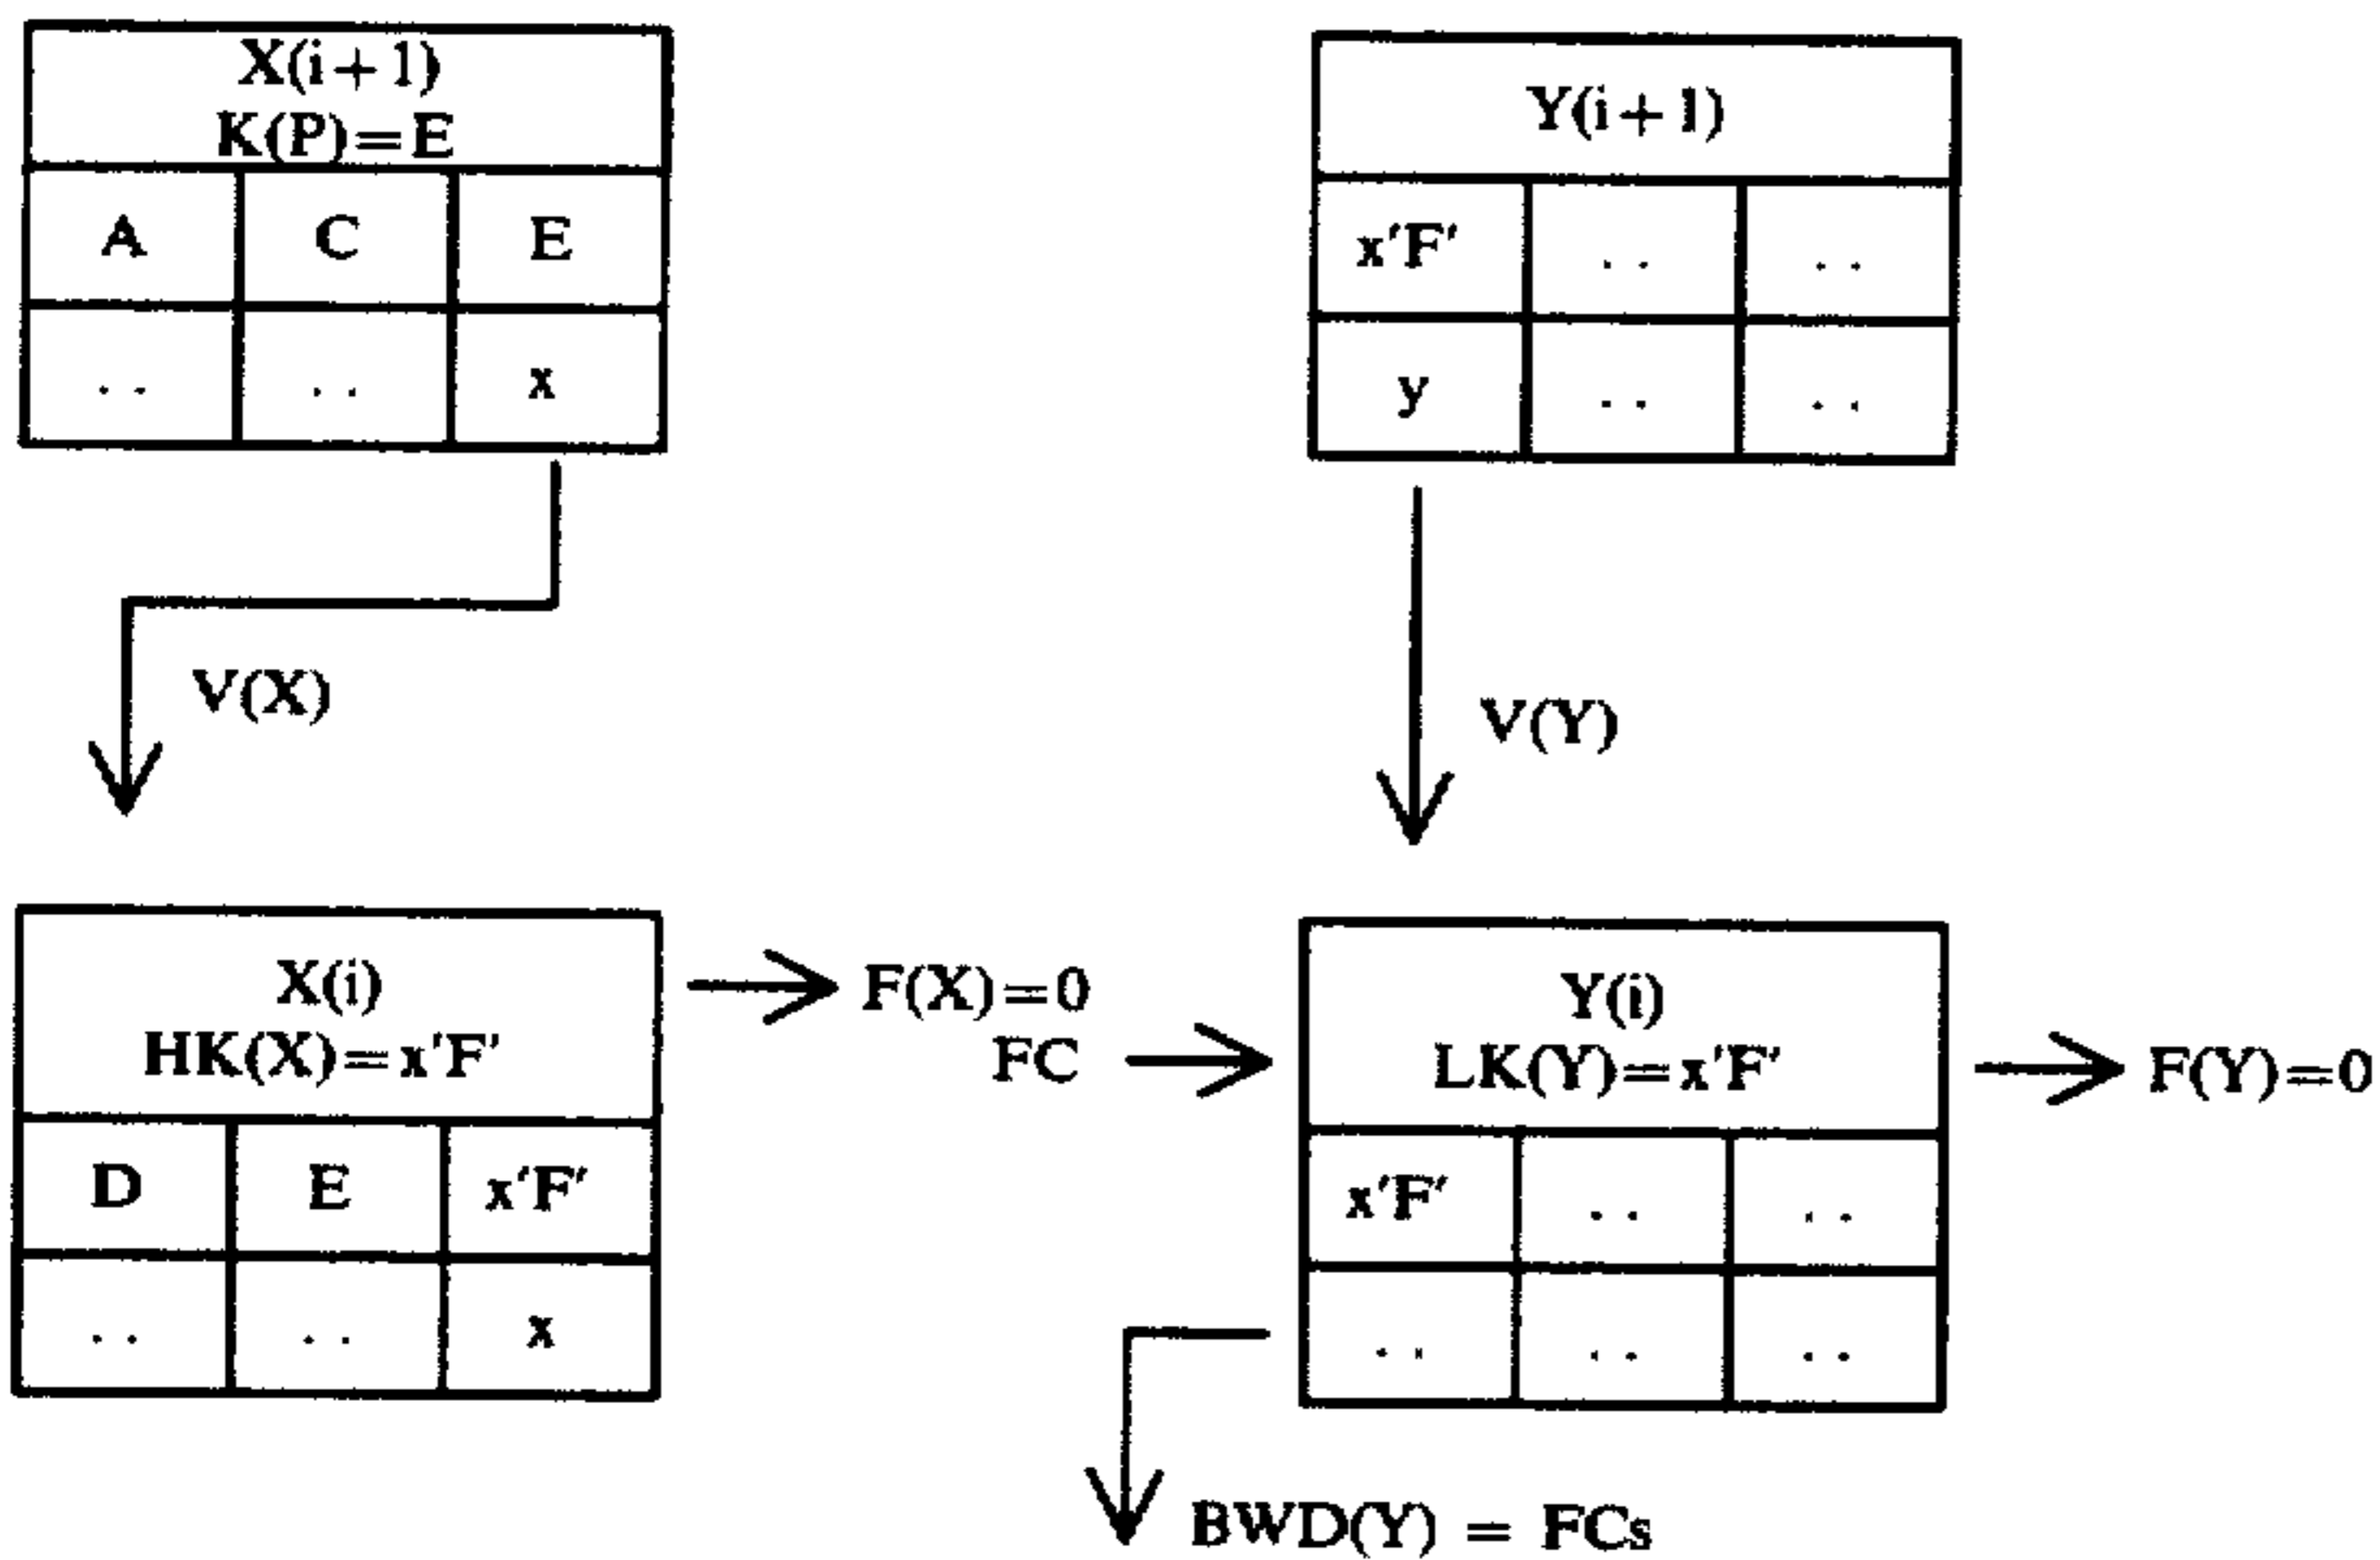 X(i+1)
K(P)=E
A C E
.. .. x
Y(i+1)
x'F' .. ..
y .. ..
V(X)
V(Y)
X(i)
HK(X)=x'F'
D E x'F'
.. .. x
F(X)=0
FC
Y(i)
LK(Y)=x'F'
x'F' .. ..
.. .. ..
F(Y)=0
BWD(Y) = FCs